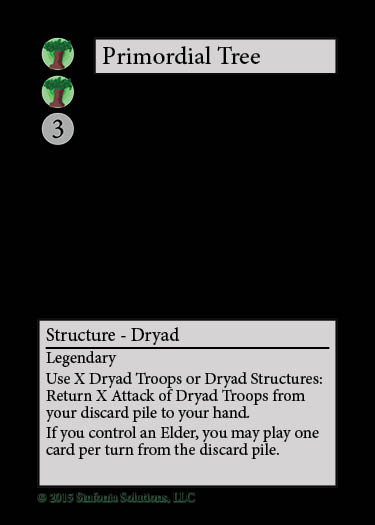 Primordial Tree
3
Structure - Dryad
Legendary
Use X Dryad Troops or Dryad Structures:
Return X Attack of Dryad Troops from
your discard pile to your hand.
If you control an Elder, you may play one
card per turn from the discard pile.
© 2015 Sinfonia Solutions, LLC